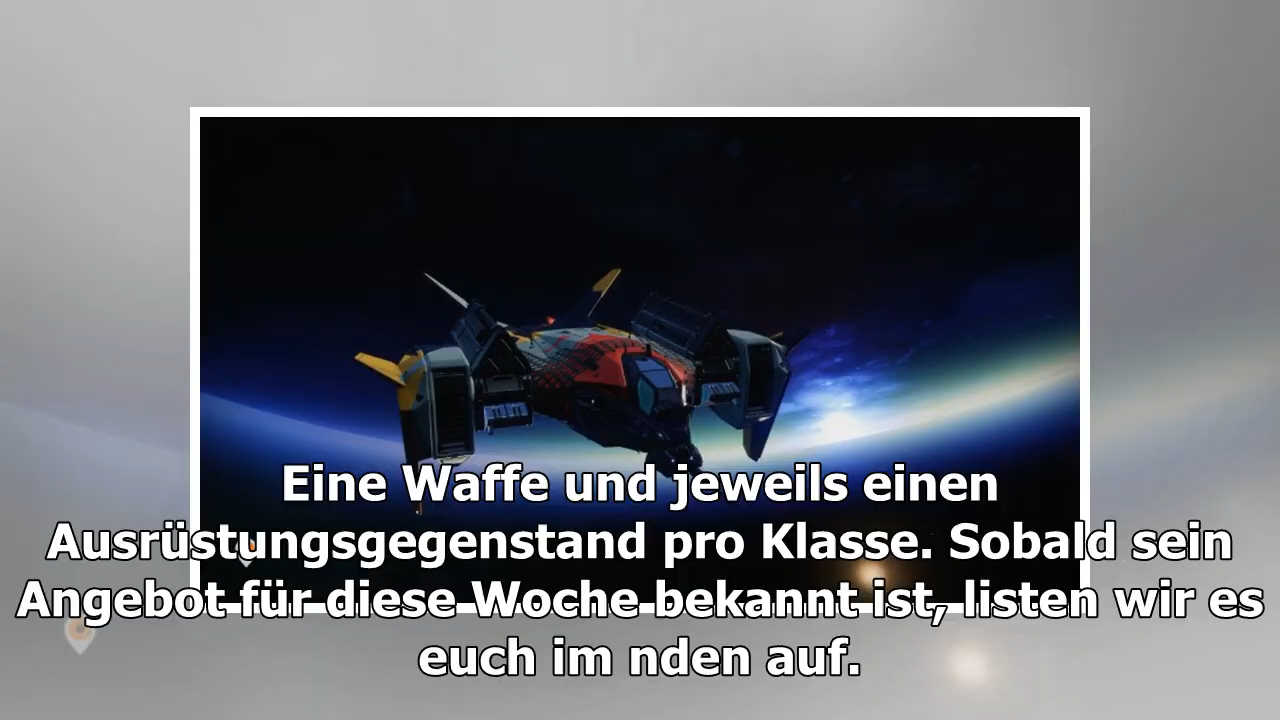 Eine Waffe und jeweils einen
Ausrüstungsgegenstand pro Klasse. Sobald sein
Angebot für diese Woche bekannt ist, listen wir es
euch im nden auf.